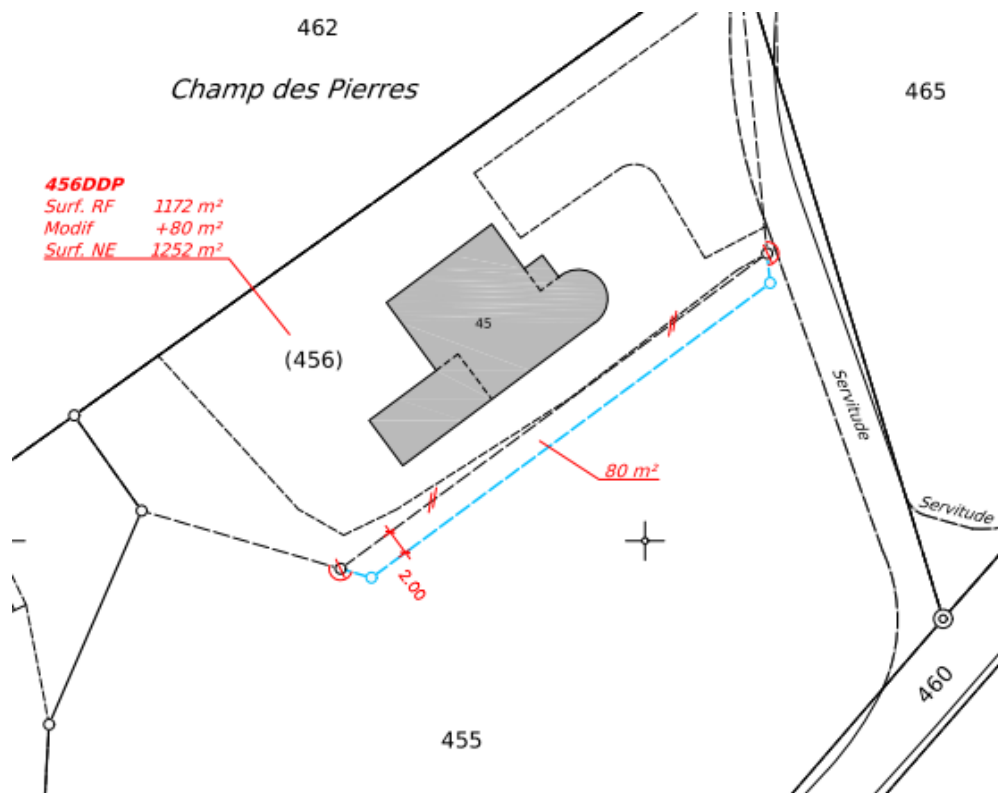 462
Champ des Pierres
465
456DDP
Surf. RF 1172 m²
Modif +80 m²
Surf. NE 1252 m²
45
(456)
Servitude
80 m²
Servitude
2.00
460
455